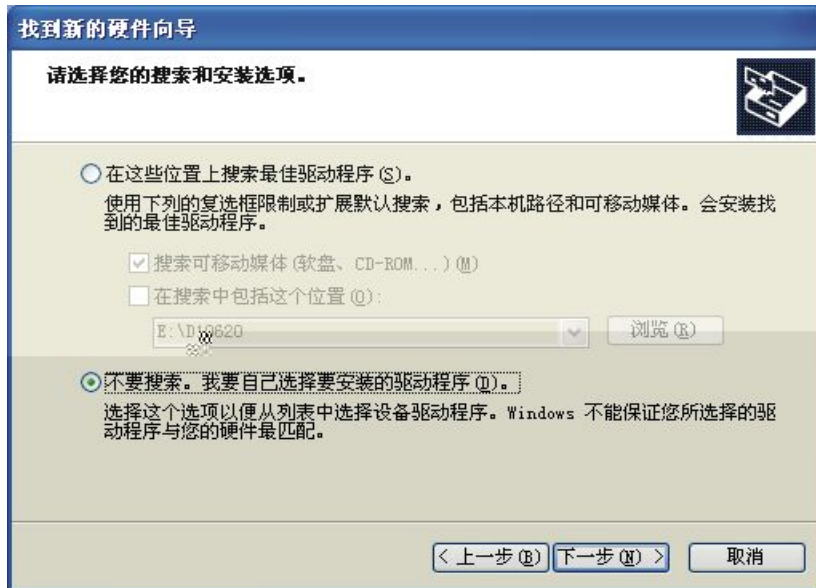 找到新的硬件向导
请选择您的搜索和安装选项。
在这些位置上搜索最佳驱动程序(S)。
使用下列的复选框限制或扩展默认搜索，包括本机路径和可移动媒体。会安装找
到的最佳驱动程序。
搜索可移动媒体(软盘、CD-ROM...)(M)
在搜索中包括这个位置(O):
浏览(R)
不要搜索。我要自己选择要安装的驱动程序(D)。
选择这个选项以便从列表中选择设备驱动程序。Windows 不能保证您所选择的驱
动程序与您的硬件最匹配。
< 上一步(B) 下一步(N) > 取消